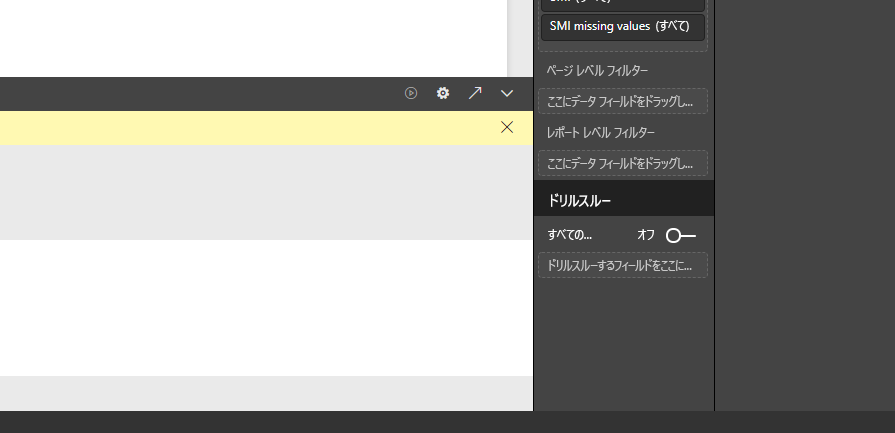 SMI missing values (すべて)
ページ レベル フィルター
ここにデータ フィールドをドラッグし...
レポート レベル フィルター
ここにデータ フィールドをドラッグし...
ドリルスルー
すべての... オフ
ドリルスルーするフィールドをここに...